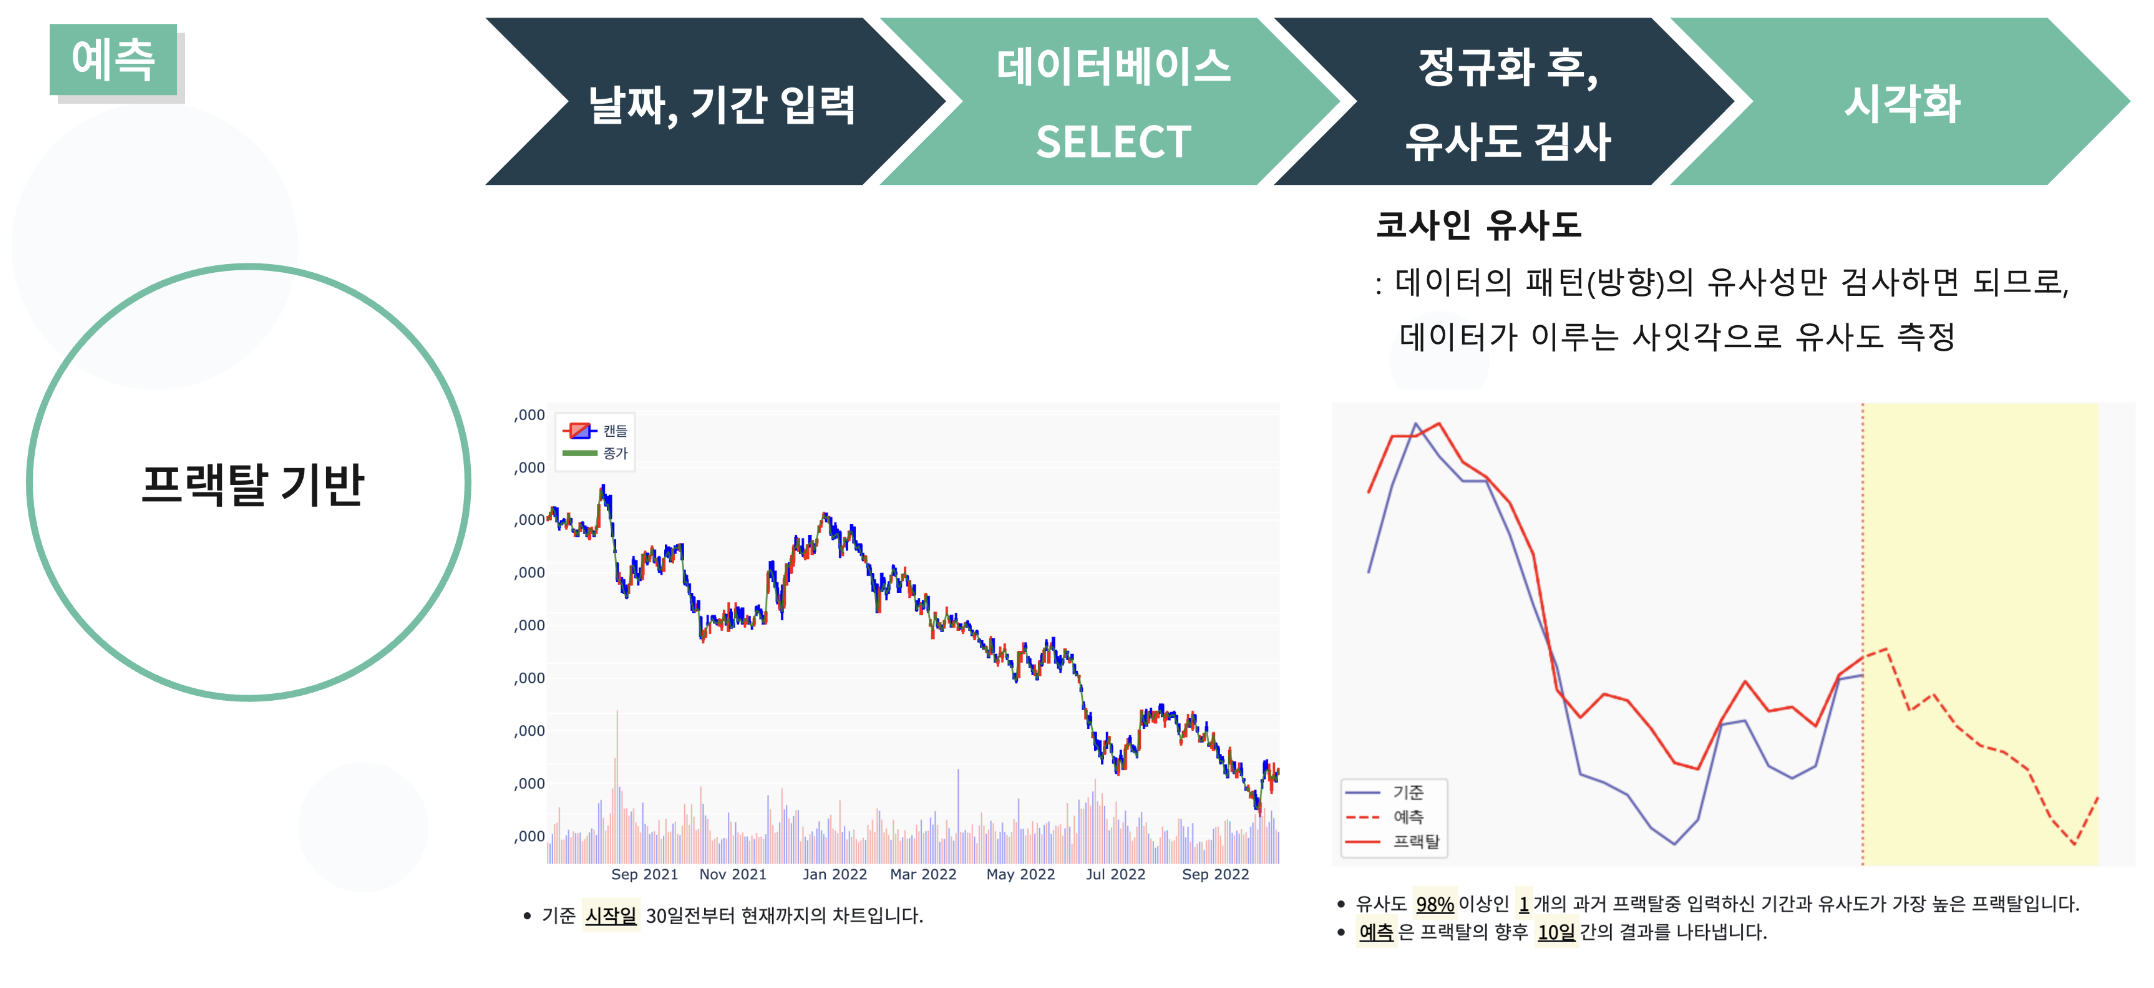 예측
날짜, 기간 입력
데이터베이스
SELECT
정규화 후,
유사도 검사
시각화
코사인 유사도
: 데이터의 패턴(방향)의 유사성만 검사하면 되므로,
데이터가 이루는 사잇각으로 유사도 측정
프랙탈 기반
,000
,000
,000
,000
,000
,000
,000
,000
,000
캔들
종가
Sep 2021
Nov 2021
Jan 2022
Mar 2022
May 2022
Jul 2022
Sep 2022
• 기준 시작일 30일전부터 현재까지의 차트입니다.
기준
예측
프랙탈
• 유사도 98% 이상인 1 개의 과거 프랙탈중 입력하신 기간과 유사도가 가장 높은 프랙탈입니다.
• 예측 은 프랙탈의 향후 10일 간의 결과를 나타냅니다.